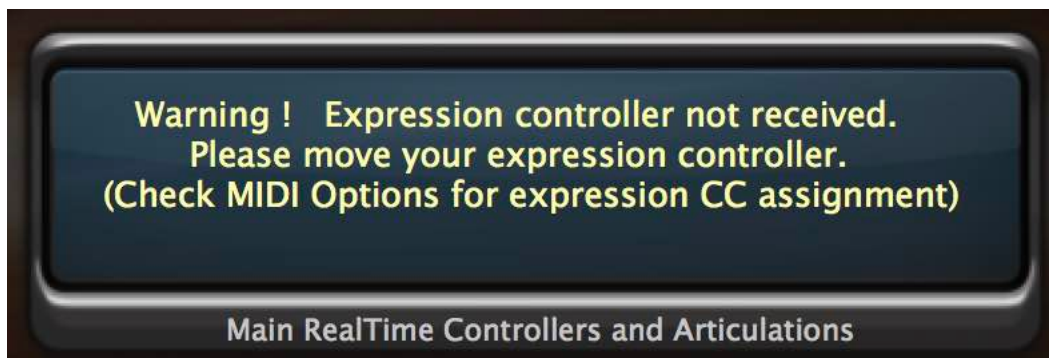 Warning !   Expression controller not received.
Please move your expression controller.
(Check MIDI Options for expression CC assignment)
Main RealTime Controllers and Articulations